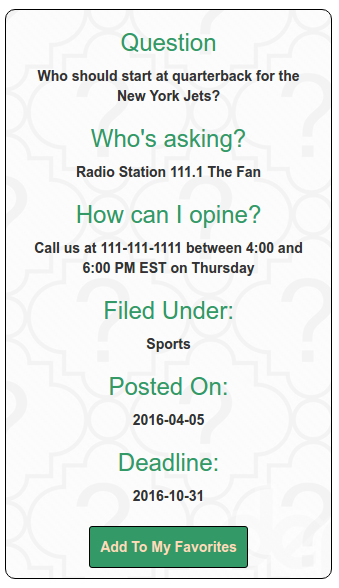 Question
Who should start at quarterback for the
New York Jets?
Who's asking?
Radio Station 111.1 The Fan
How can I opine?
Call us at 111-111-1111 between 4:00 and
6:00 PM EST on Thursday
Filed Under:
Sports
Posted On:
2016-04-05
Deadline:
2016-10-31
Add To My Favorites